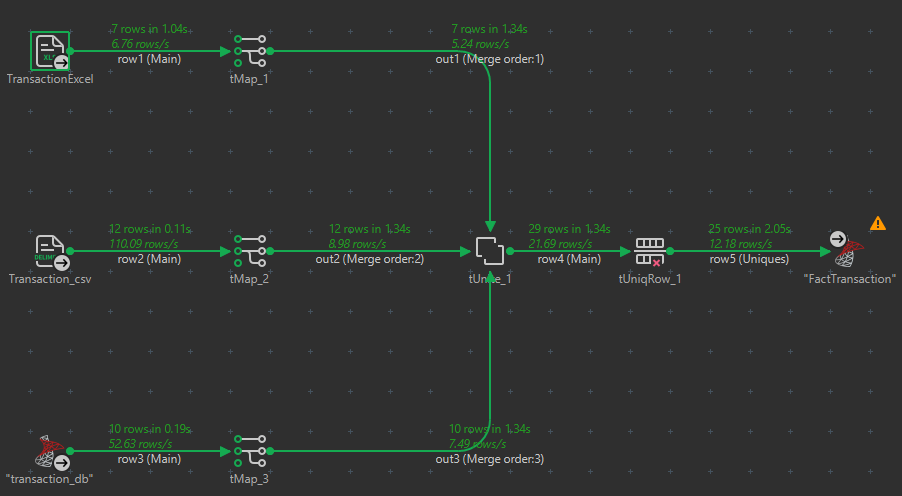 7 rows in 1.04s
6.76 rows/s
row1 (Main)
7 rows in 1.34s
5.24 rows/s
out1 (Merge order:1)
XLS
TransactionExcel
tMap_1
12 rows in 0.11s
110.09 rows/s
row2 (Main)
12 rows in 1.34s
8.98 rows/s
out2 (Merge order:2)
29 rows in 1.34s
21.69 rows/s
row4 (Main)
25 rows in 2.05s
12.18 rows/s
row5 (Uniques)
Transaction_csv
tMap_2
tUnite_1
tUniqRow_1
"FactTransaction"
10 rows in 0.19s
52.63 rows/s
row3 (Main)
10 rows in 1.34s
7.49 rows/s
out3 (Merge order:3)
"transaction_db"
tMap_3